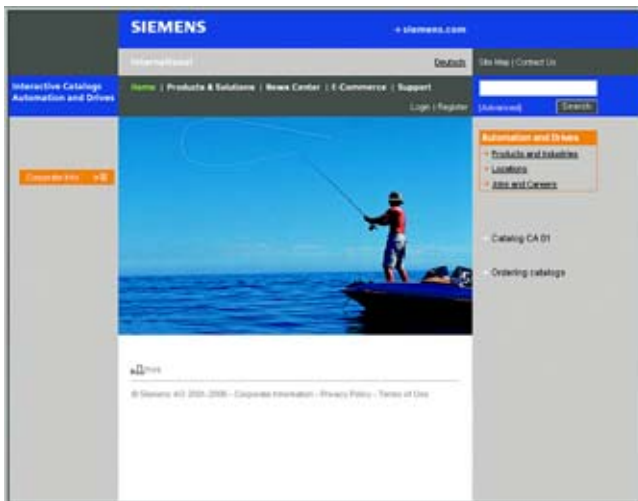 SIEMENS
siemens.com
International
Deutsch
Site Map | Contact Us
Interactive Catalogs
Automation and Drives
Home | Products & Solutions | News Center | E-Commerce | Support
Login | Register
[Advanced]
Search
Corporate Info
Automation and Drives
Products and Industries
Locations
Jobs and Careers
Catalog CA 01
Ordering catalogs
Print
© Siemens AG - Corporate Information - Privacy Policy - Terms of Use